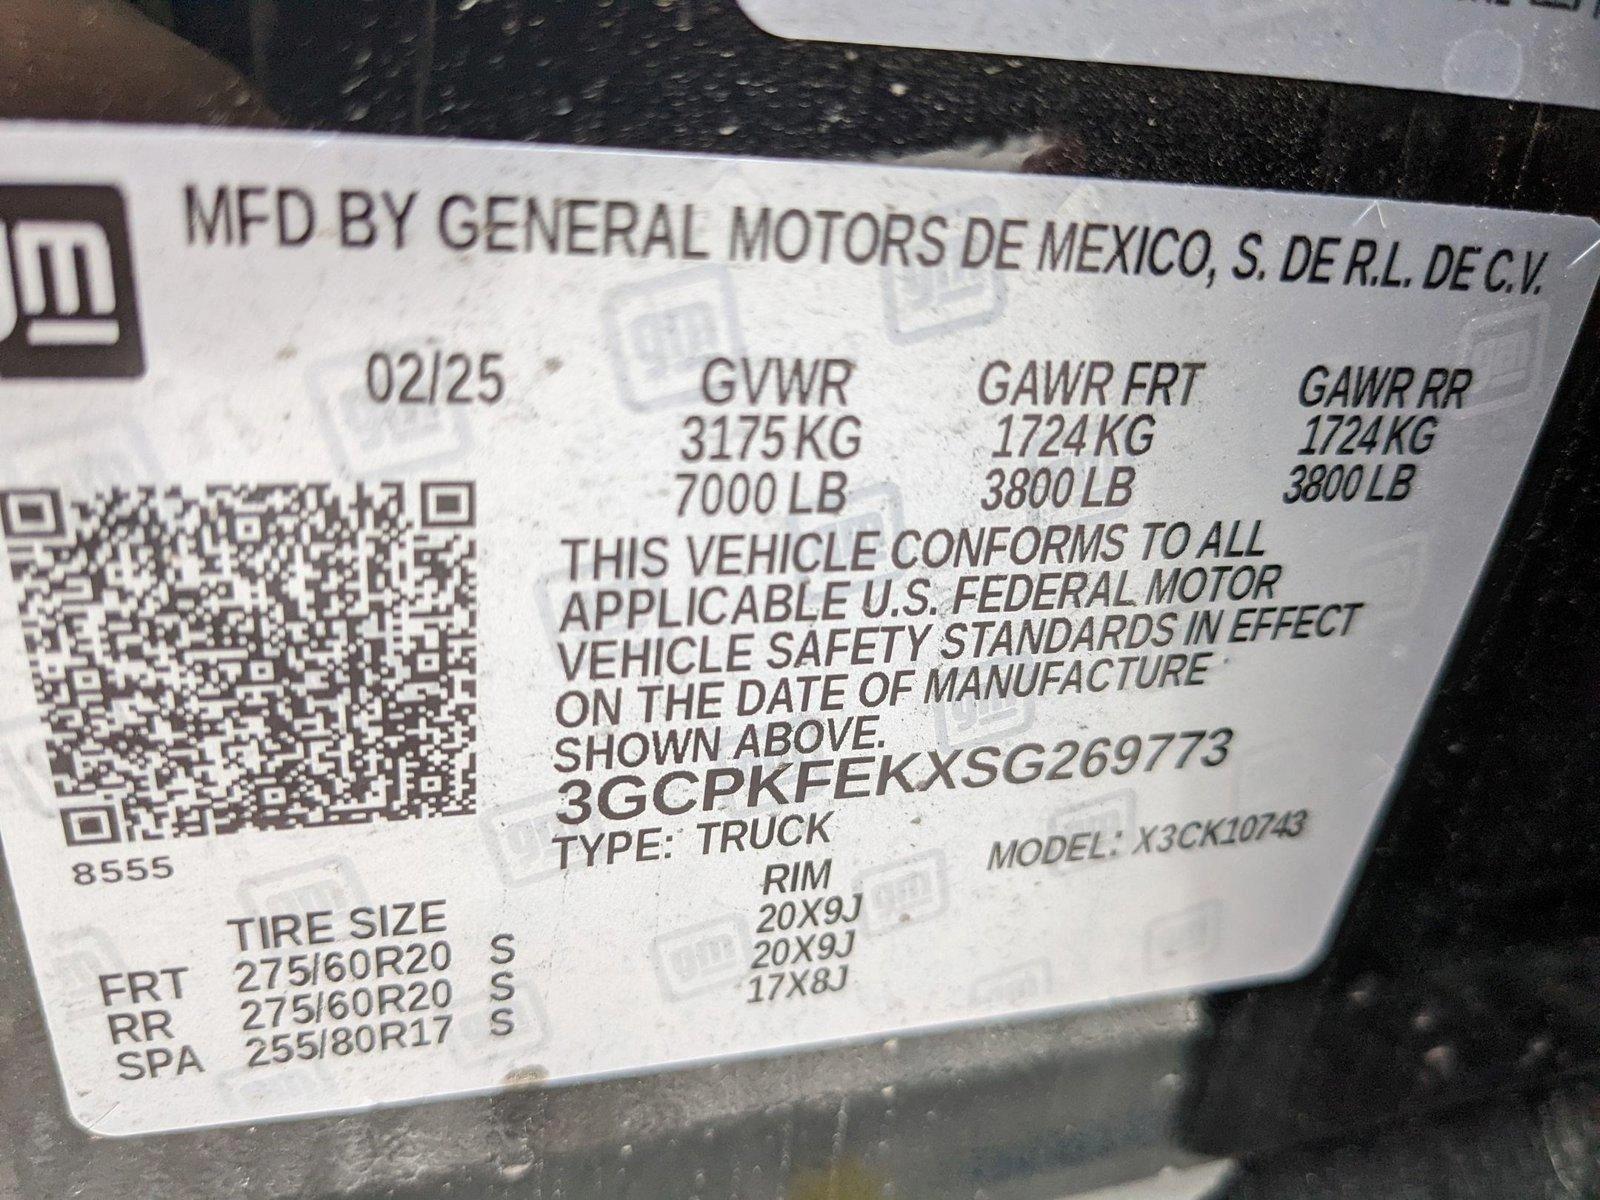 MFD BY GENERAL MOTORS DE MEXICO, S. DE R.L. DE C.V.
gm
02/25 GVWR GAWR FRT GAWR RR
3175 KG 1724 KG 1724 KG
7000 LB 3800 LB 3800 LB
THIS VEHICLE CONFORMS TO ALL
APPLICABLE U.S. FEDERAL MOTOR
VEHICLE SAFETY STANDARDS IN EFFECT
ON THE DATE OF MANUFACTURE
SHOWN ABOVE.
3GCPKFEKXSG269773
TYPE: TRUCK MODEL: X3CK10743
8555
TIRE SIZE RIM
FRT 275/60R20 S 20X9J
RR 275/60R20 S 20X9J
SPA 255/80R17 S 17X8J